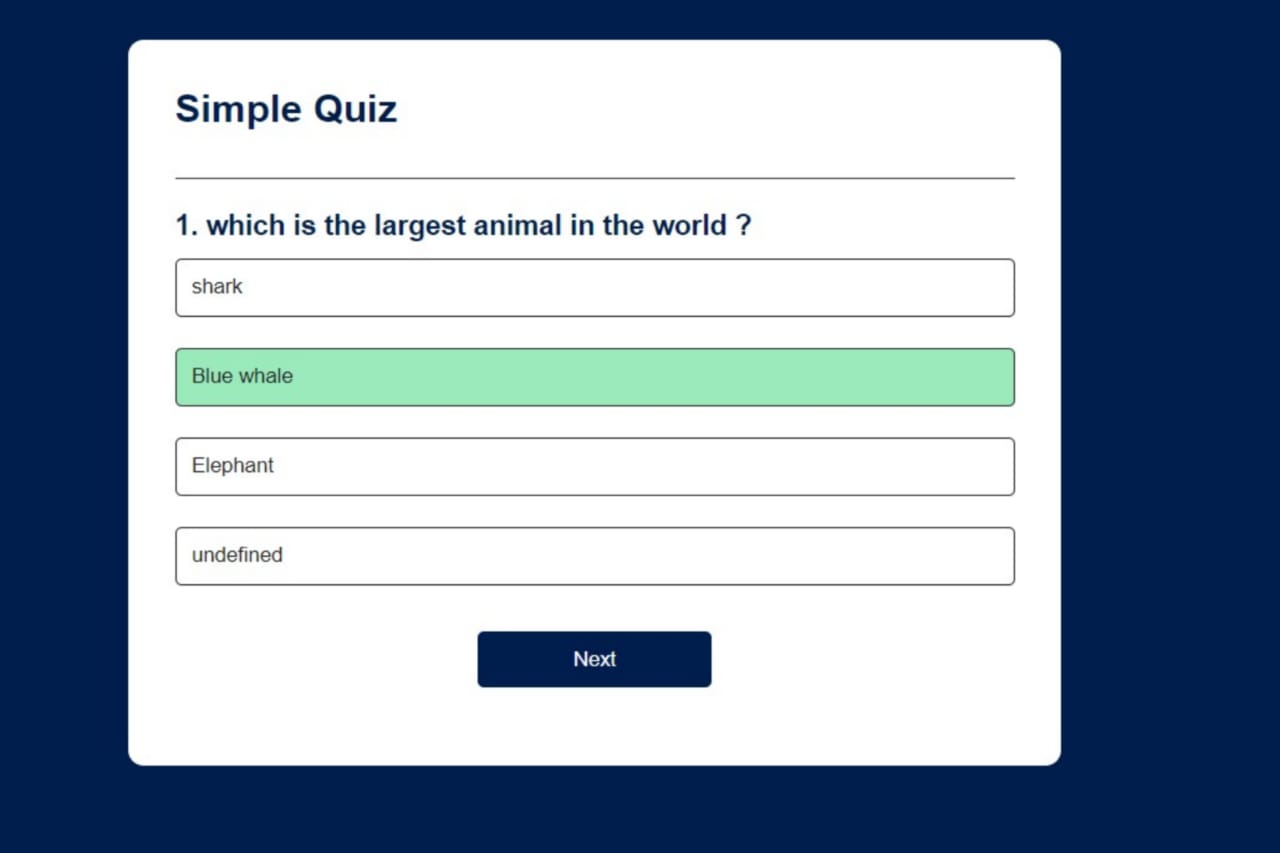 Simple Quiz
1. which is the largest animal in the world ?
shark
Blue whale
Elephant
undefined
Next